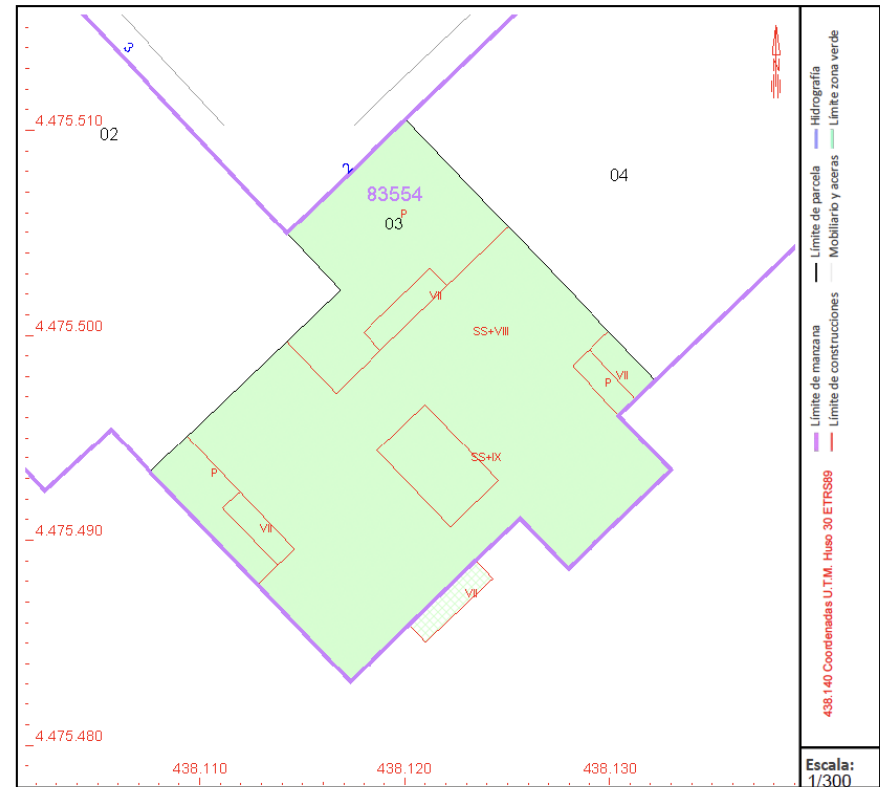 4.475.510
4.475.500
4.475.490
4.475.480
438.110
438.120
438.130
02
3
2
83554
P
03
04
VII
SS+VIII
VII
P
SS+IX
P
VII
VII
N
Límite de manzana
Límite de parcela
Hidrografía
Límite de construcciones
Mobiliario y aceras
Límite zona verde
438.140 Coordenadas U.T.M. Huso 30 ETRS89
Escala:
1/300